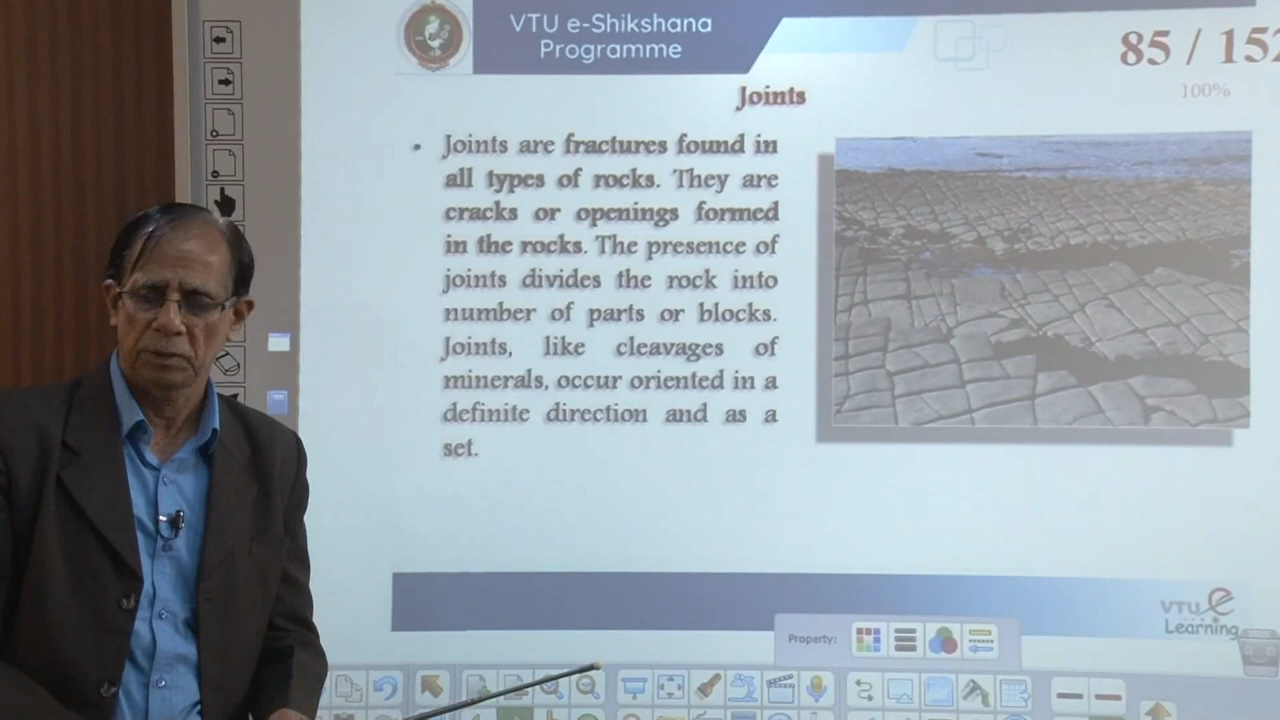 VTU e-Shikshana
Programme
85 / 152
100%
Joints
• Joints are fractures found in
all types of rocks. They are
cracks or openings formed
in the rocks. The presence of
joints divides the rock into
number of parts or blocks.
Joints, like cleavages of
minerals, occur oriented in a
definite direction and as a
set.
VTU e
Learning
Property: